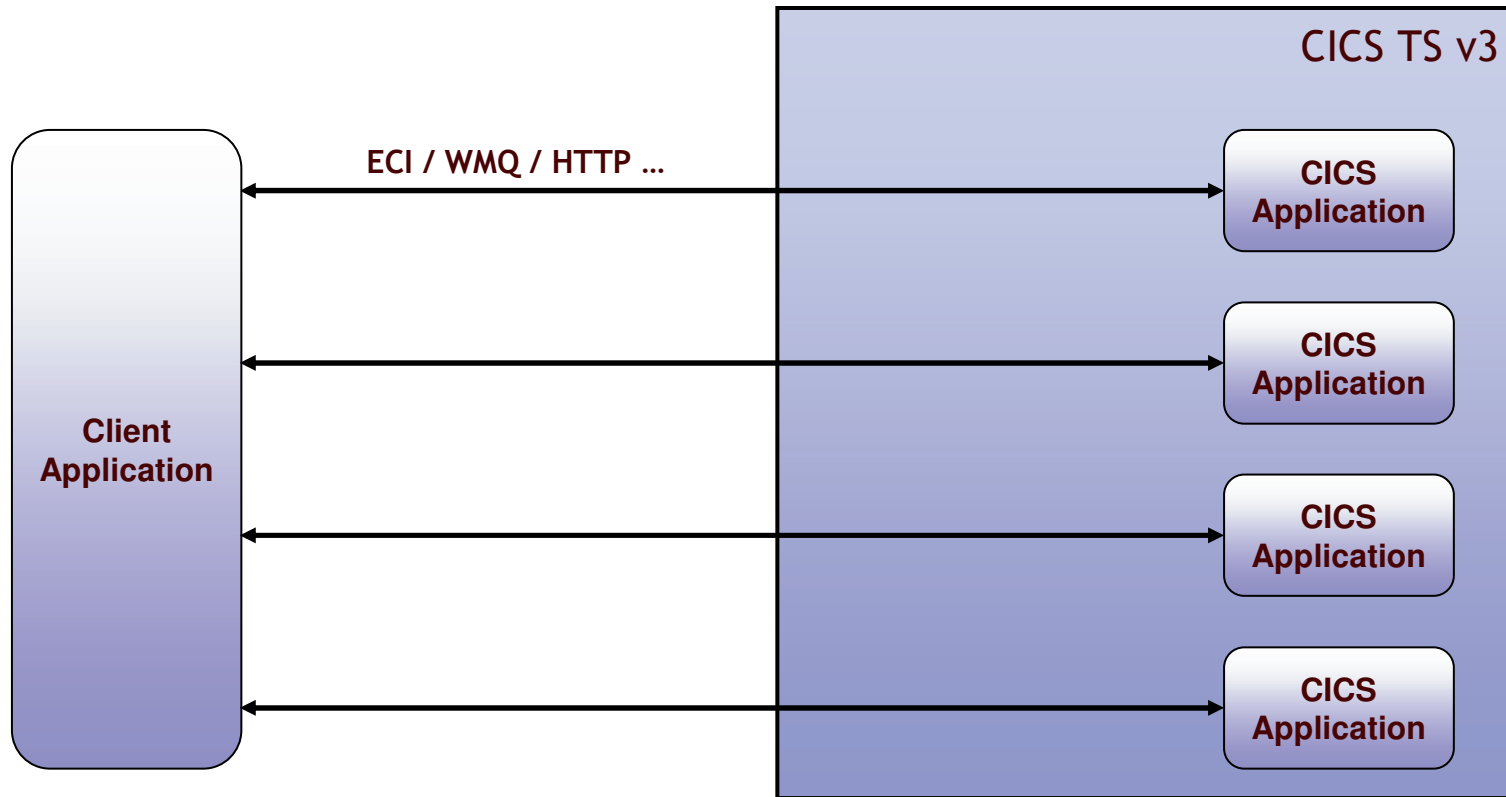 CICS TS v3
ECI / WMQ / HTTP ...
Client
Application
CICS
Application
CICS
Application
CICS
Application
CICS
Application